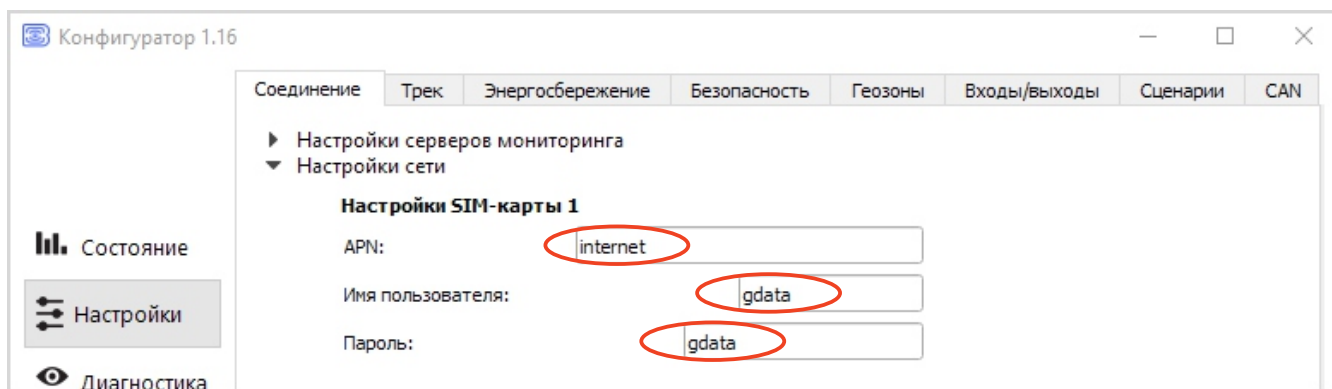 Конфигуратор 1.16
Соединение Трек Энергосбережение Безопасность Геозоны Входы/выходы Сценарии CAN
Настройки серверов мониторинга
Настройки сети
Настройки SIM-карты 1
Состояние
APN: internet
Имя пользователя: gdata
Настройки
Пароль: gdata
Диагностика